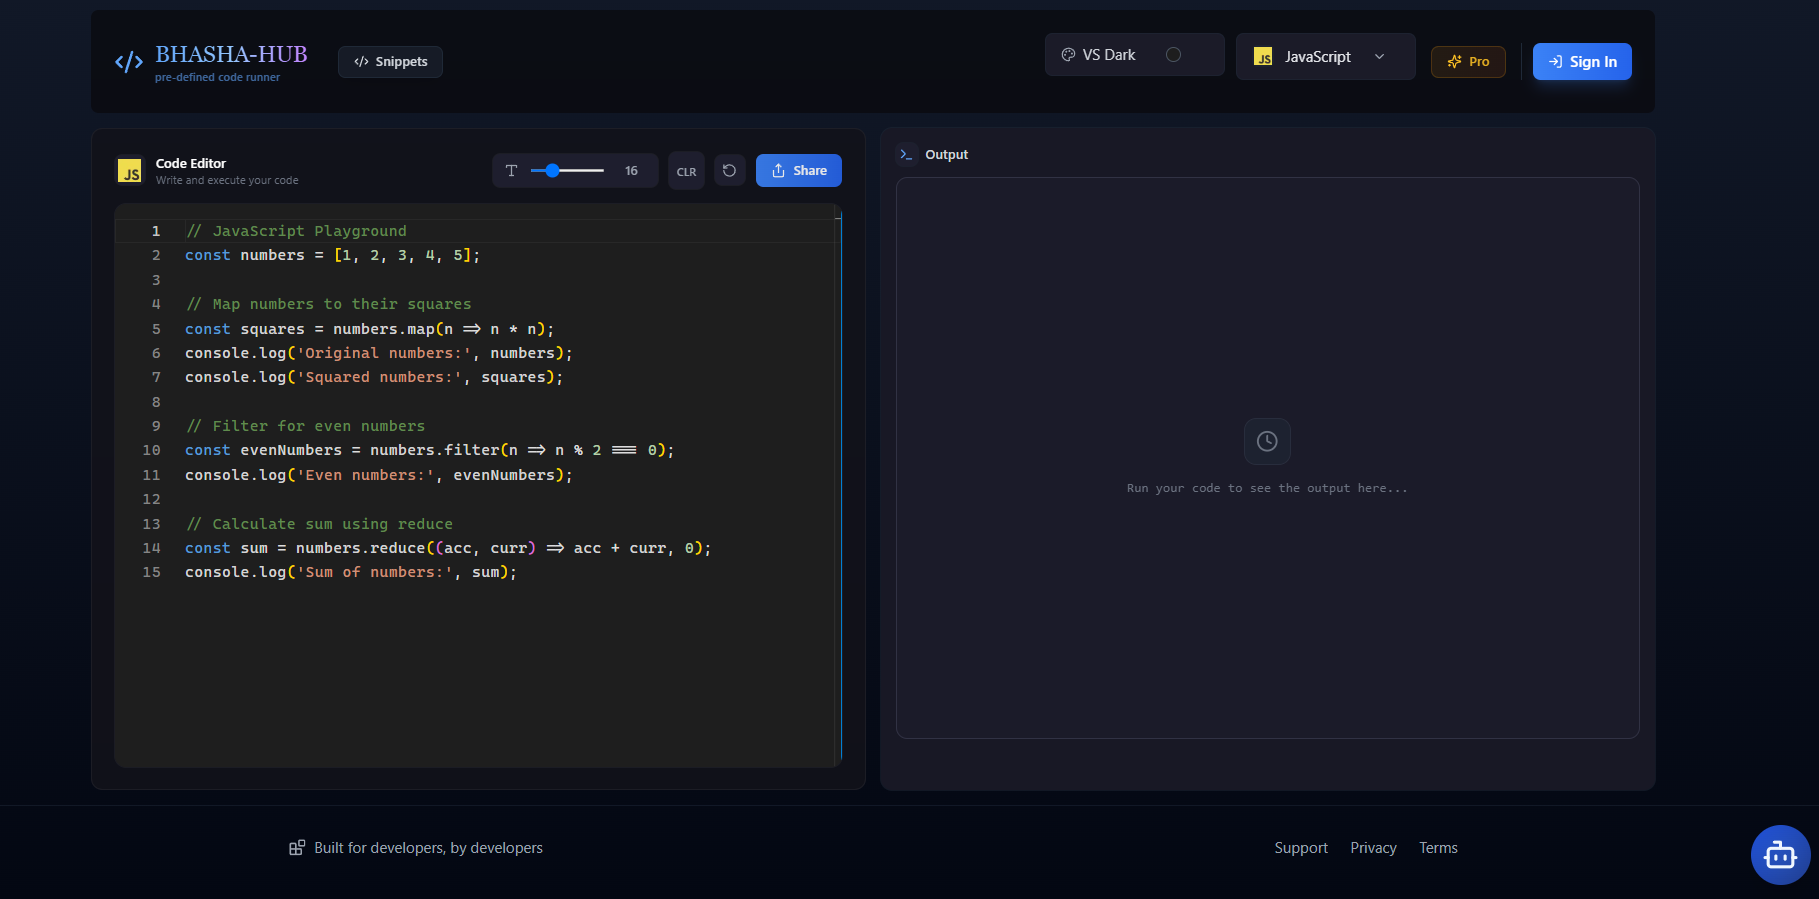 BHASHA-HUB
pre-defined code runner
Snippets
VS Dark
JS
JavaScript
Pro
Sign In
JS
Code Editor
Write and execute your code
16
CLR
Share
1 // JavaScript Playground
2 const numbers = [1, 2, 3, 4, 5];
3
4 // Map numbers to their squares
5 const squares = numbers.map(n => n * n);
6 console.log('Original numbers:', numbers);
7 console.log('Squared numbers:', squares);
8
9 // Filter for even numbers
10 const evenNumbers = numbers.filter(n => n % 2 === 0);
11 console.log('Even numbers:', evenNumbers);
12
13 // Calculate sum using reduce
14 const sum = numbers.reduce((acc, curr) => acc + curr, 0);
15 console.log('Sum of numbers:', sum);
Output
Run your code to see the output here...
Built for developers, by developers
Support Privacy Terms